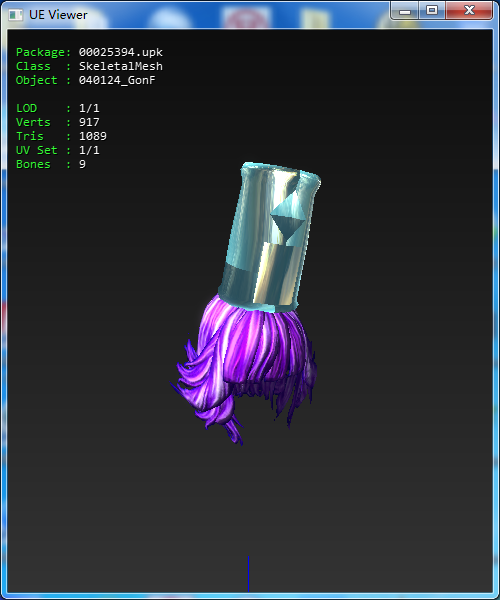 UE Viewer
Package: 00025394.upk
Class : SkeletalMesh
Object : 040124_GonF
LOD : 1/1
Verts : 917
Tris : 1089
UV Set : 1/1
Bones : 9